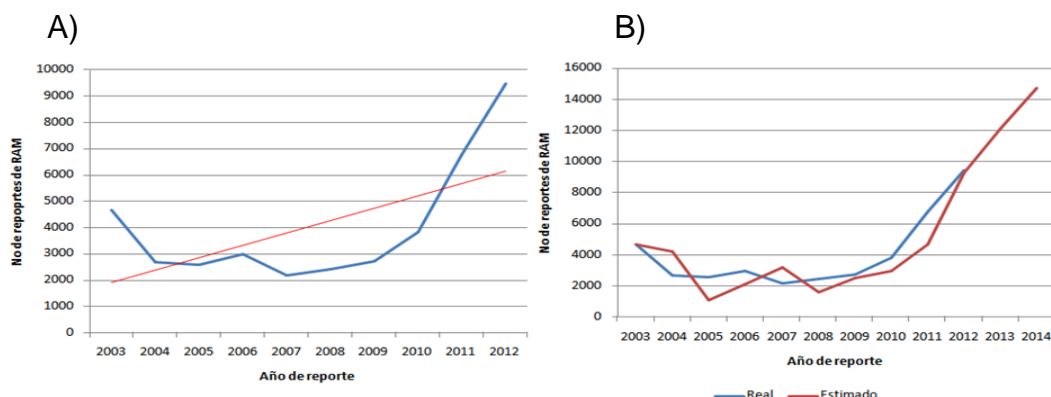 A)
No de repoprtes de RAM
10000
9000
8000
7000
6000
5000
4000
3000
2000
1000
0
2003 2004 2005 2006 2007 2008 2009 2010 2011 2012
Año de reporte
B)
No de reportes de RAM
16000
14000
12000
10000
8000
6000
4000
2000
0
2003 2004 2005 2006 2007 2008 2009 2010 2011 2012 2013 2014
Año de reporte
Real Estimado